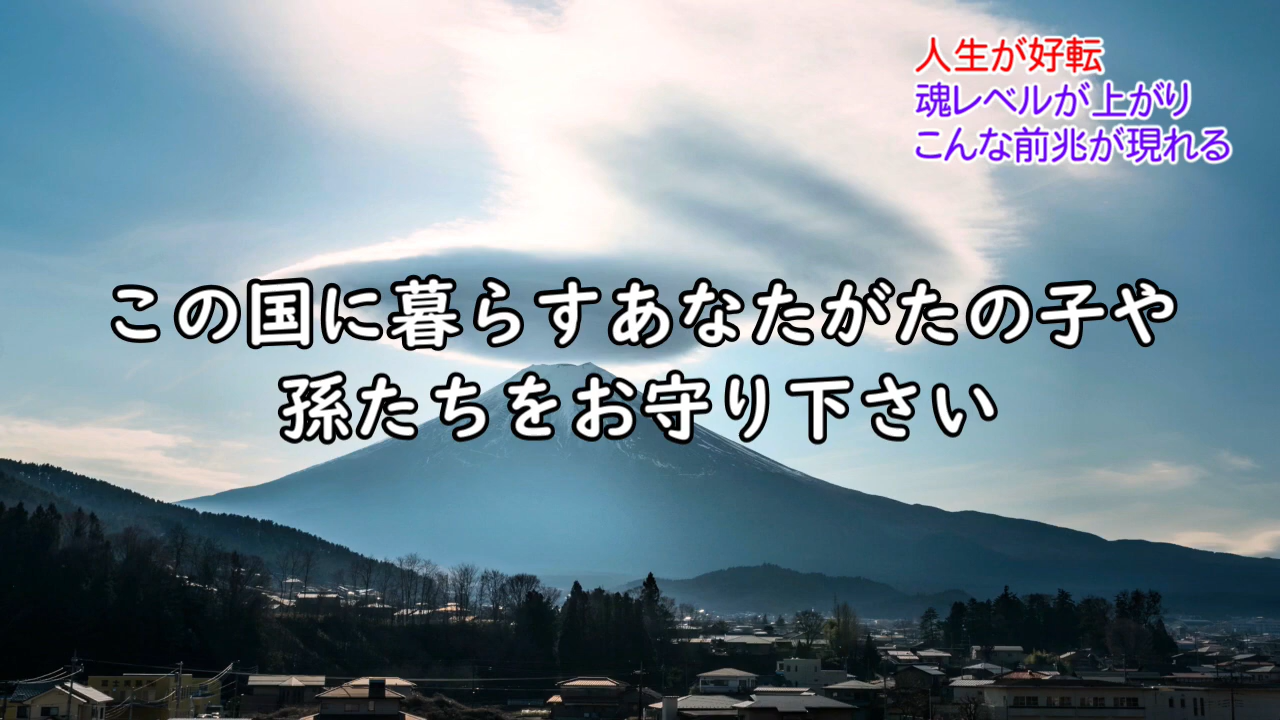 人生が好転
魂レベルが上がり
こんな前兆が現れる
この国に暮らすあなたがたの子や
孫たちをお守り下さい